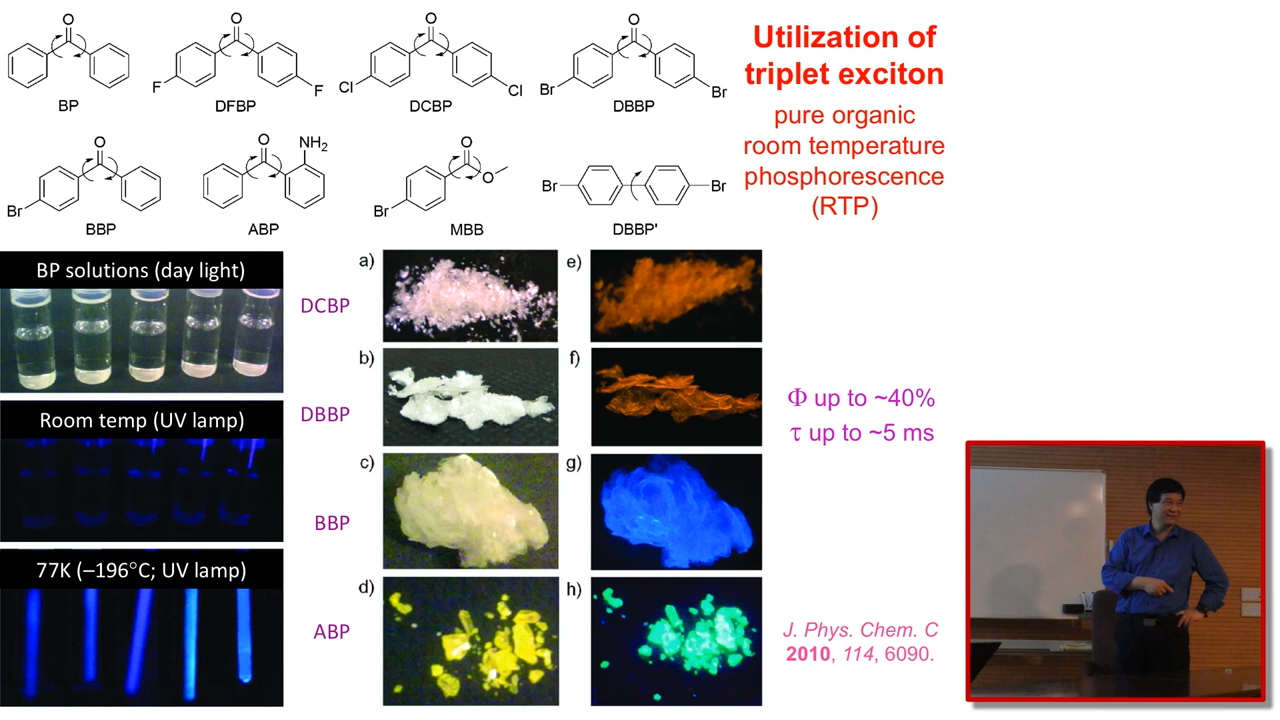 O
O
O
O
F
F
Cl
Cl
Br
Br
BP
DFBP
DCBP
DBBP
Utilization of
triplet exciton
pure organic
room temperature
phosphorescence
(RTP)
O
O
NH₂
O
O
Br
Br
Br
Br
BBP
ABP
MBB
DBBP'
BP solutions (day light)
Room temp (UV lamp)
77K (–196°C; UV lamp)
DCBP
a)
e)
DBBP
b)
f)
BBP
c)
g)
ABP
d)
h)
Φ up to ~40%
τ up to ~5 ms
J. Phys. Chem. C
2010, 114, 6090.